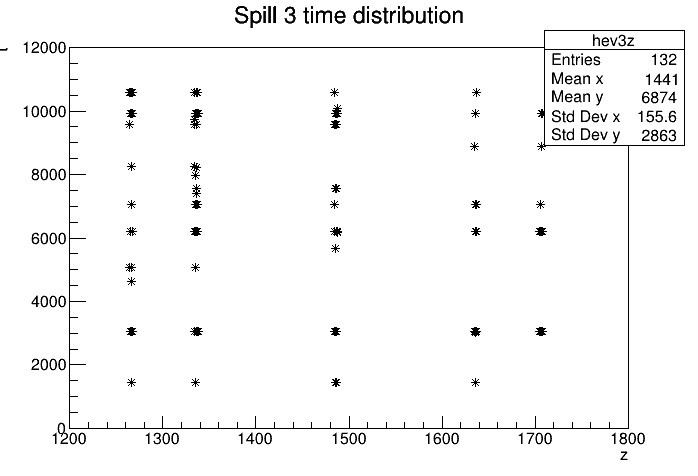 Spill 3 time distribution
t
12000
10000
8000
6000
4000
2000
0
hev3z
Entries 132
Mean x 1441
Mean y 6874
Std Dev x 155.6
Std Dev y 2863
1200 1300 1400 1500 1600 1700 1800
z